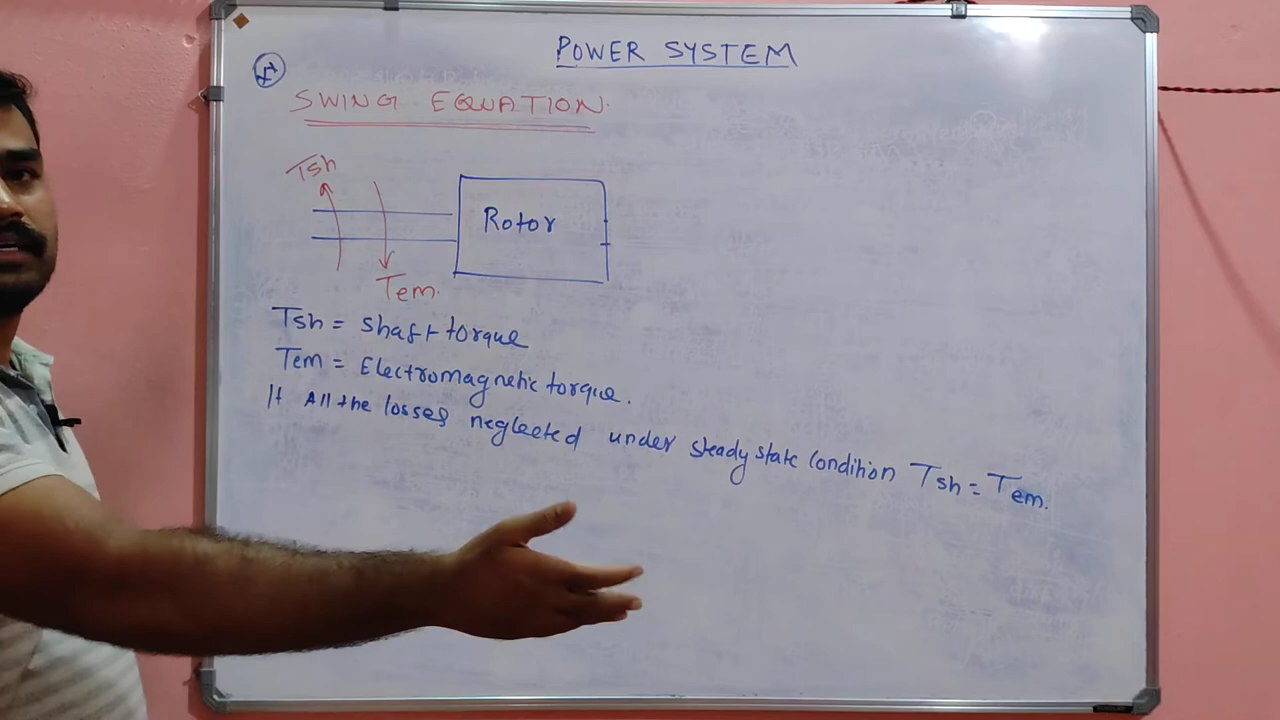 POWER SYSTEM
SWING EQUATION.
Tsh
Rotor
Tem.
Tsh = shaft torque
Tem = Electromagnetic torque.
If All the losses neglected under steady state Condition Tsh = Tem.